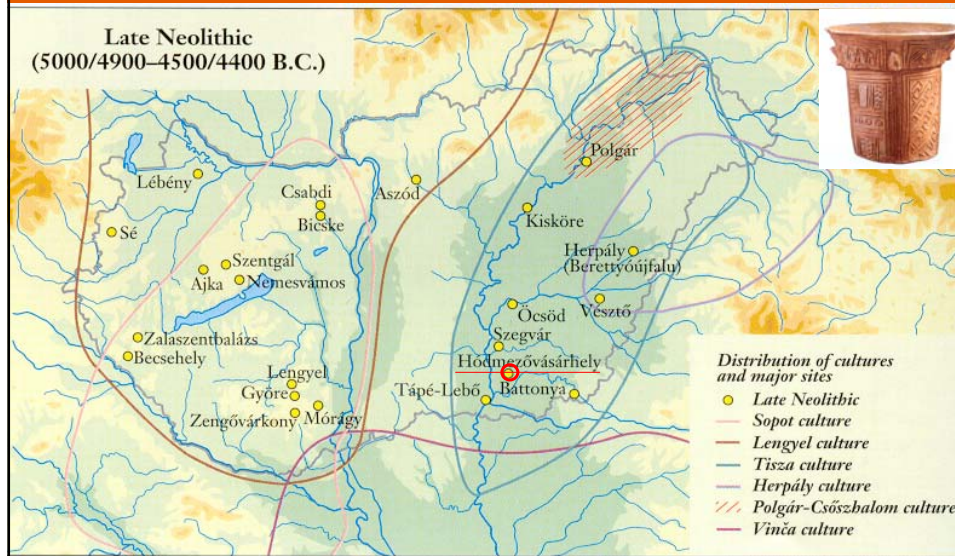 Late Neolithic
(5000/4900–4500/4400 B.C.)
Polgár
Lébény
Csabdi
Aszód
Bicske
Kisköre
Sé
Herpály
(Berettyóújfalu)
Szentgál
Ajka
Nemesvámos
Öcsöd
Vésztő
Szegvár
Zalaszentbalázs
Becsehely
Hódmezővásárhely
Lengyel
Tápé-Lebő
Battonya
Györe
Zengővárkony
Mórágy
Distribution of cultures
and major sites
Late Neolithic
Sopot culture
Lengyel culture
Tisza culture
Herpály culture
Polgár-Csőszhalom culture
Vinča culture